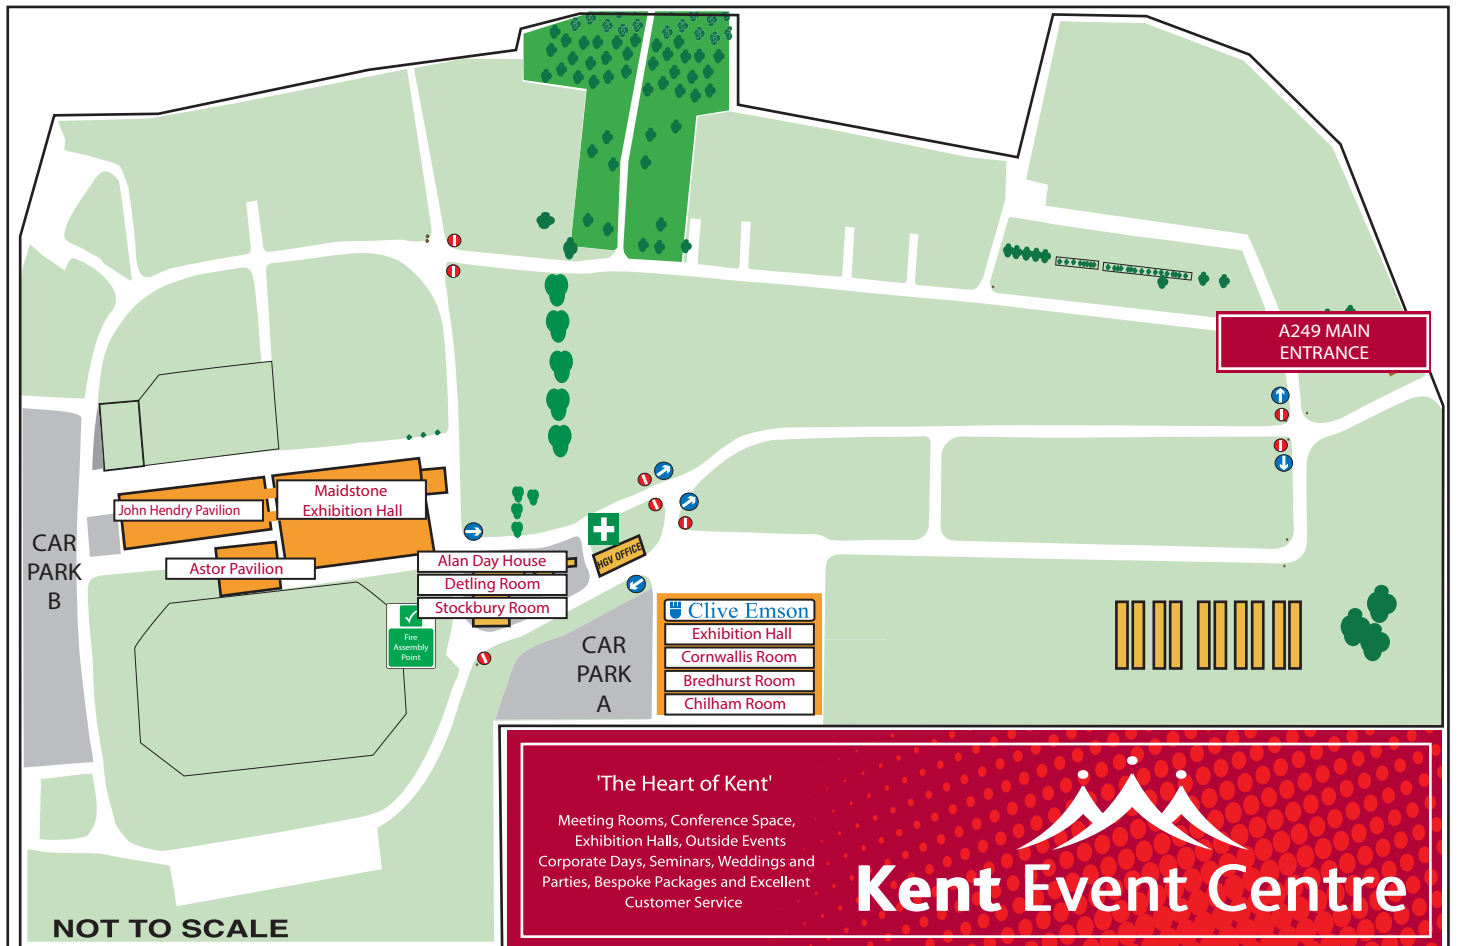 A249 MAIN
ENTRANCE
Maidstone
Exhibition Hall
John Hendry Pavilion
Astor Pavilion
CAR
PARK
B
Alan Day House
Detling Room
Stockbury Room
HGV OFFICE
Fire
Assembly
Point
CAR
PARK
A
Clive Emson
Exhibition Hall
Cornwallis Room
Bredhurst Room
Chilham Room
'The Heart of Kent'
Meeting Rooms, Conference Space,
Exhibition Halls, Outside Events
Corporate Days, Seminars, Weddings and
Parties, Bespoke Packages and Excellent
Customer Service
Kent Event Centre
NOT TO SCALE